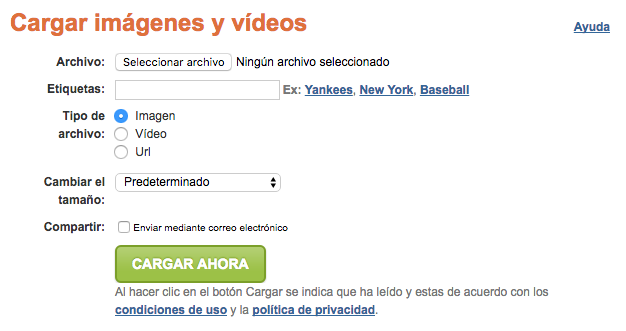 Cargar imágenes y vídeos
Ayuda
Archivo: Seleccionar archivo Ningún archivo seleccionado
Etiquetas: Ex: Yankees, New York, Baseball
Tipo de archivo: Imagen
Vídeo
Url
Cambiar el tamaño: Predeterminado
Compartir: Enviar mediante correo electrónico
CARGAR AHORA
Al hacer clic en el botón Cargar se indica que ha leído y estas de acuerdo con los
condiciones de uso y la política de privacidad.